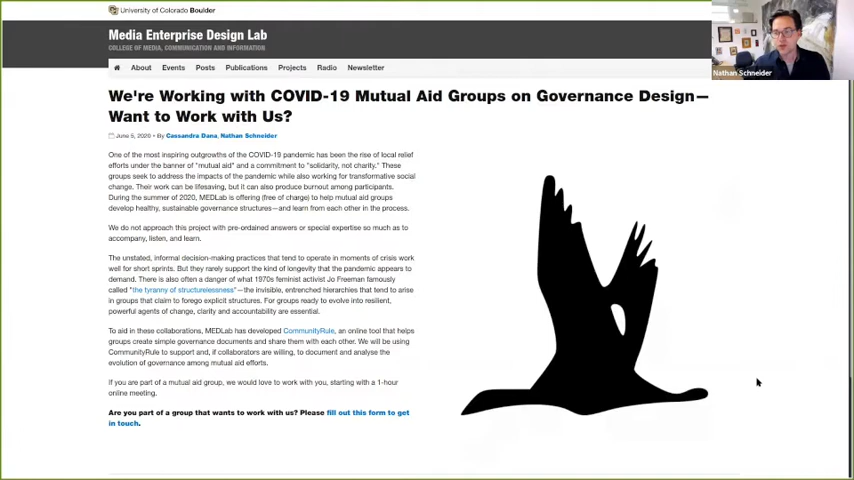 University of Colorado Boulder
Media Enterprise Design Lab
COLLEGE OF MEDIA, COMMUNICATION AND INFORMATION
About Events Posts Publications Projects Radio Newsletter
Nathan Schneider
We're Working with COVID-19 Mutual Aid Groups on Governance Design—
Want to Work with Us?
June 5, 2020 • By Cassandra Dana, Nathan Schneider
One of the most inspiring outgrowths of the COVID-19 pandemic has been the rise of local relief
efforts under the banner of "mutual aid" and a commitment to "solidarity, not charity." These
groups seek to address the impacts of the pandemic while also working for transformative social
change. Their work can be lifesaving, but it can also produce burnout among participants.
During the summer of 2020, MEDLab is offering (free of charge) to help mutual aid groups
develop healthy, sustainable governance structures—and learn from each other in the process.
We do not approach this project with pre-ordained answers or special expertise so much as to
accompany, listen, and learn.
The unstated, informal decision-making practices that tend to operate in moments of crisis work
well for short sprints. But they rarely support the kind of longevity that the pandemic appears to
demand. There is also often a danger of what 1970s feminist activist Jo Freeman famously
called "the tyranny of structurelessness"—the invisible, entrenched hierarchies that tend to arise
in groups that claim to forego explicit structures. For groups ready to evolve into resilient,
powerful agents of change, clarity and accountability are essential.
To aid in these collaborations, MEDLab has developed CommunityRule, an online tool that helps
groups create simple governance documents and share them with each other. We will be using
CommunityRule to support and, if collaborators are willing, to document and analyse the
evolution of governance among mutual aid efforts.
If you are part of a mutual aid group, we would love to work with you, starting with a 1-hour
online meeting.
Are you part of a group that wants to work with us? Please fill out this form to get
in touch.